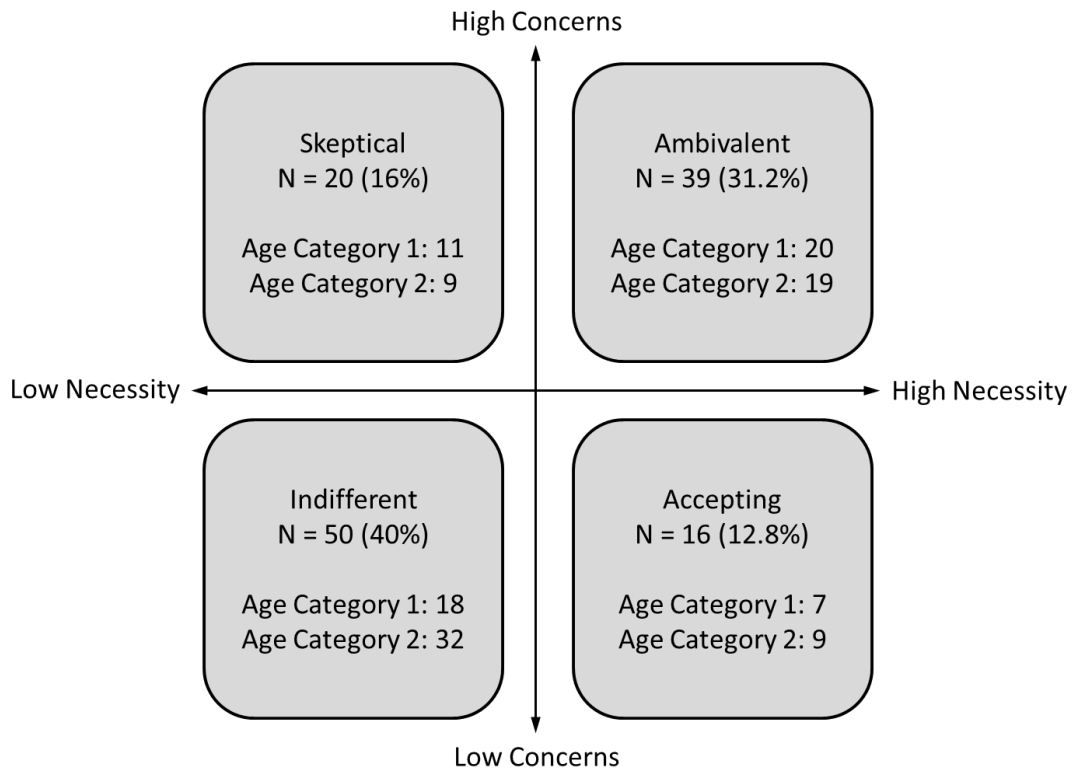 High Concerns
Skeptical
N = 20 (16%)
Age Category 1: 11
Age Category 2: 9
Ambivalent
N = 39 (31.2%)
Age Category 1: 20
Age Category 2: 19
Low Necessity
High Necessity
Indifferent
N = 50 (40%)
Age Category 1: 18
Age Category 2: 32
Accepting
N = 16 (12.8%)
Age Category 1: 7
Age Category 2: 9
Low Concerns